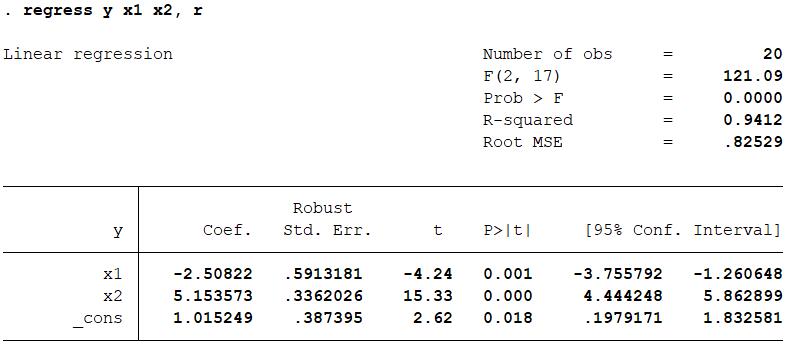 . regress y x1 x2, r
Linear regression Number of obs = 20
F(2, 17) = 121.09
Prob > F = 0.0000
R-squared = 0.9412
Root MSE = .82529
Robust
y Coef. Std. Err. t P>|t| [95% Conf. Interval]
x1 -2.50822 .5913181 -4.24 0.001 -3.755792 -1.260648
x2 5.153573 .3362026 15.33 0.000 4.444248 5.862899
_cons 1.015249 .387395 2.62 0.018 .1979171 1.832581